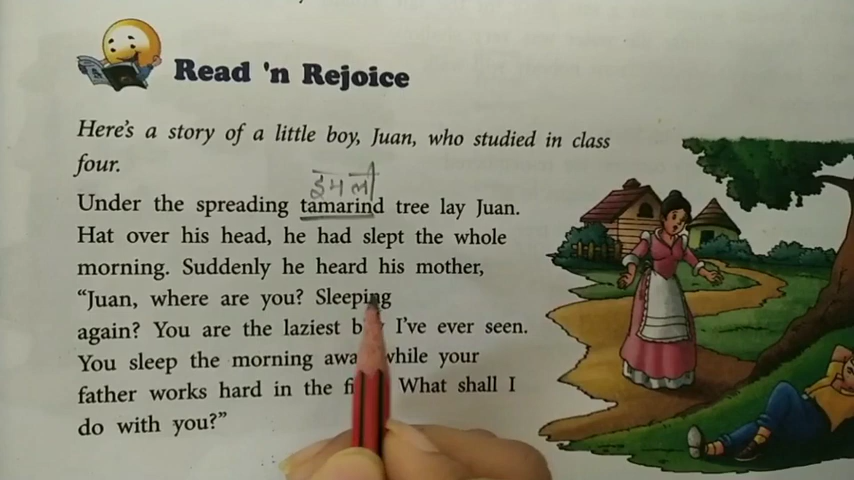 Read 'n Rejoice
Here's a story of a little boy, Juan, who studied in class
four.
इमली
Under the spreading tamarind tree lay Juan.
Hat over his head, he had slept the whole
morning. Suddenly he heard his mother,
“Juan, where are you? Sleeping
again? You are the laziest I've ever seen.
You sleep the morning while your
father works hard in the What shall I
do with you?”